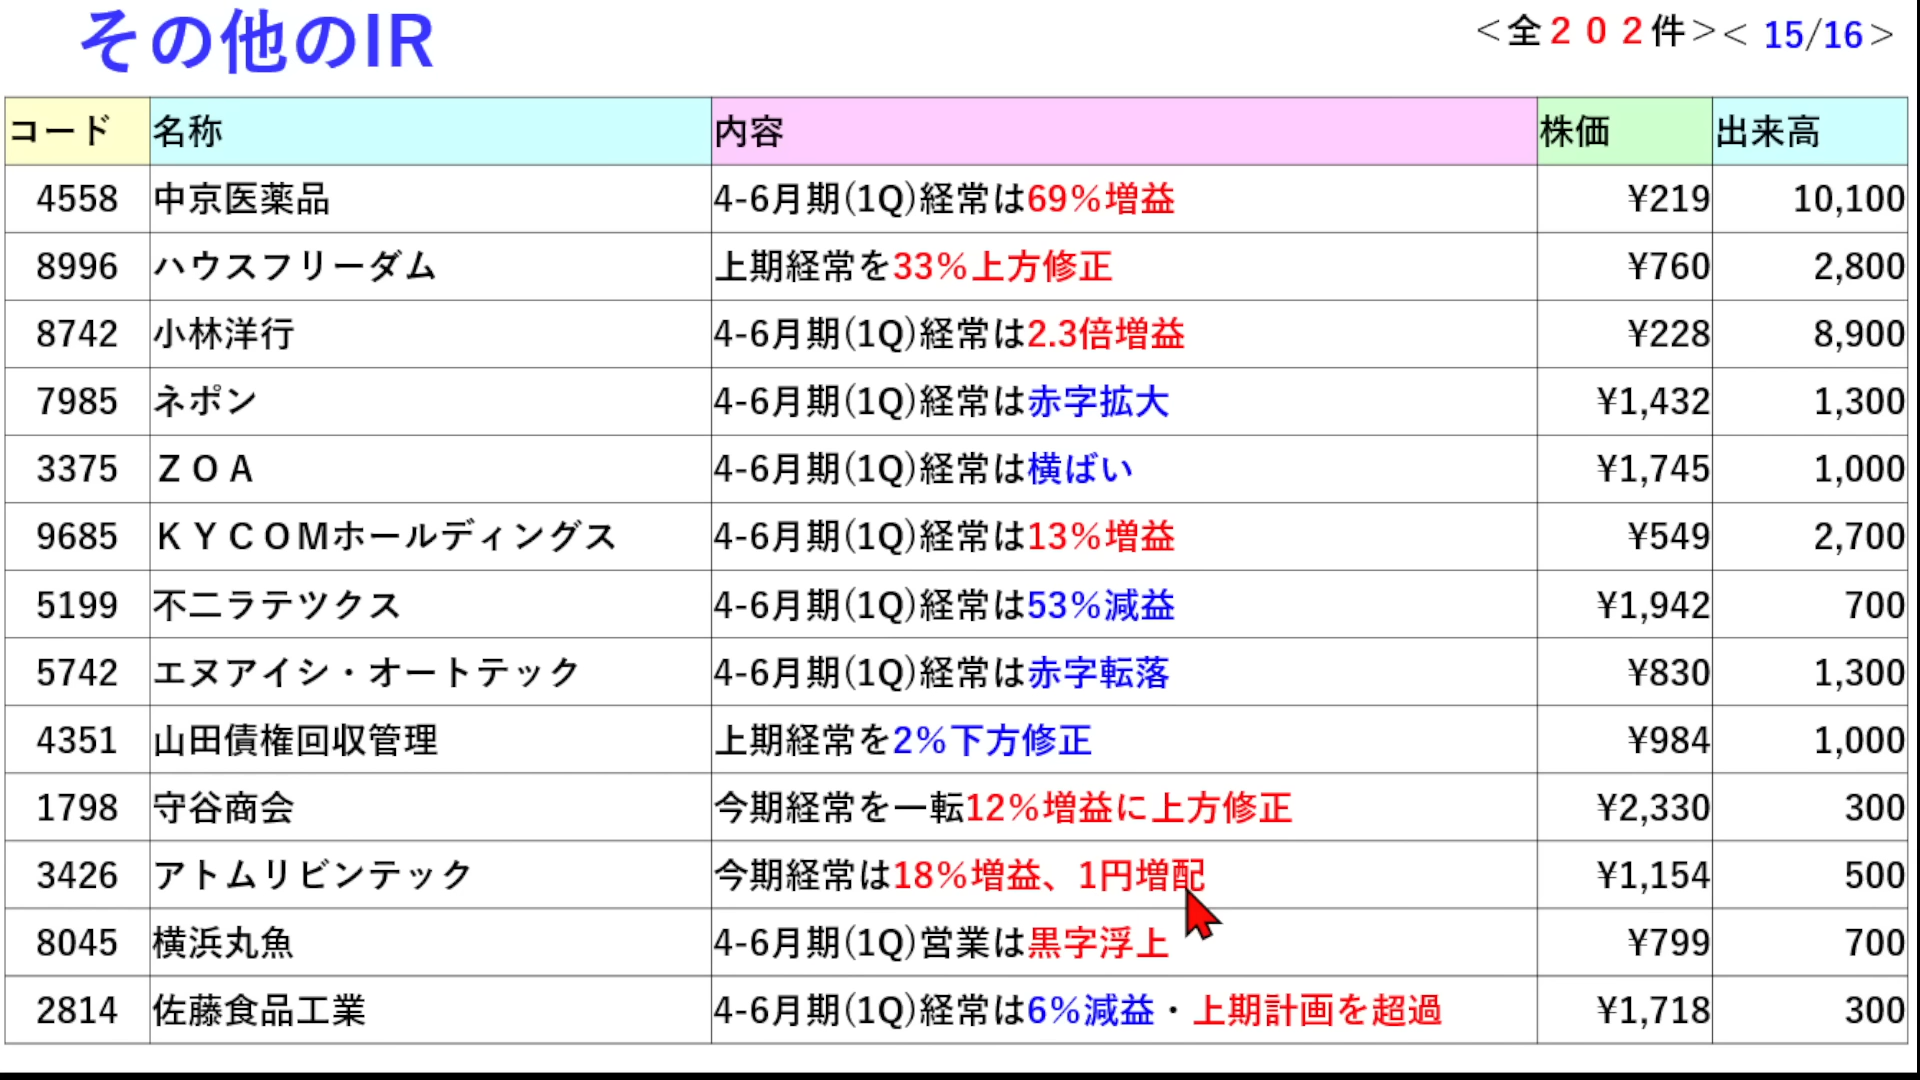 その他のIR
＜全２０２件＞＜ 15/16＞
コード 名称 内容 株価 出来高
4558 中京医薬品 4-6月期(1Q)経常は69%増益 ¥219 10,100
8996 ハウスフリーダム 上期経常を33%上方修正 ¥760 2,800
8742 小林洋行 4-6月期(1Q)経常は2.3倍増益 ¥228 8,900
7985 ネポン 4-6月期(1Q)経常は赤字拡大 ¥1,432 1,300
3375 ＺＯＡ 4-6月期(1Q)経常は横ばい ¥1,745 1,000
9685 ＫＹＣＯＭホールディングス 4-6月期(1Q)経常は13%増益 ¥549 2,700
5199 不二ラテツクス 4-6月期(1Q)経常は53%減益 ¥1,942 700
5742 エヌアイシ・オートテック 4-6月期(1Q)経常は赤字転落 ¥830 1,300
4351 山田債権回収管理 上期経常を2%下方修正 ¥984 1,000
1798 守谷商会 今期経常を一転12%増益に上方修正 ¥2,330 300
3426 アトムリビンテック 今期経常は18%増益、1円増配 ¥1,154 500
8045 横浜丸魚 4-6月期(1Q)営業は黒字浮上 ¥799 700
2814 佐藤食品工業 4-6月期(1Q)経常は6%減益・上期計画を超過 ¥1,718 300